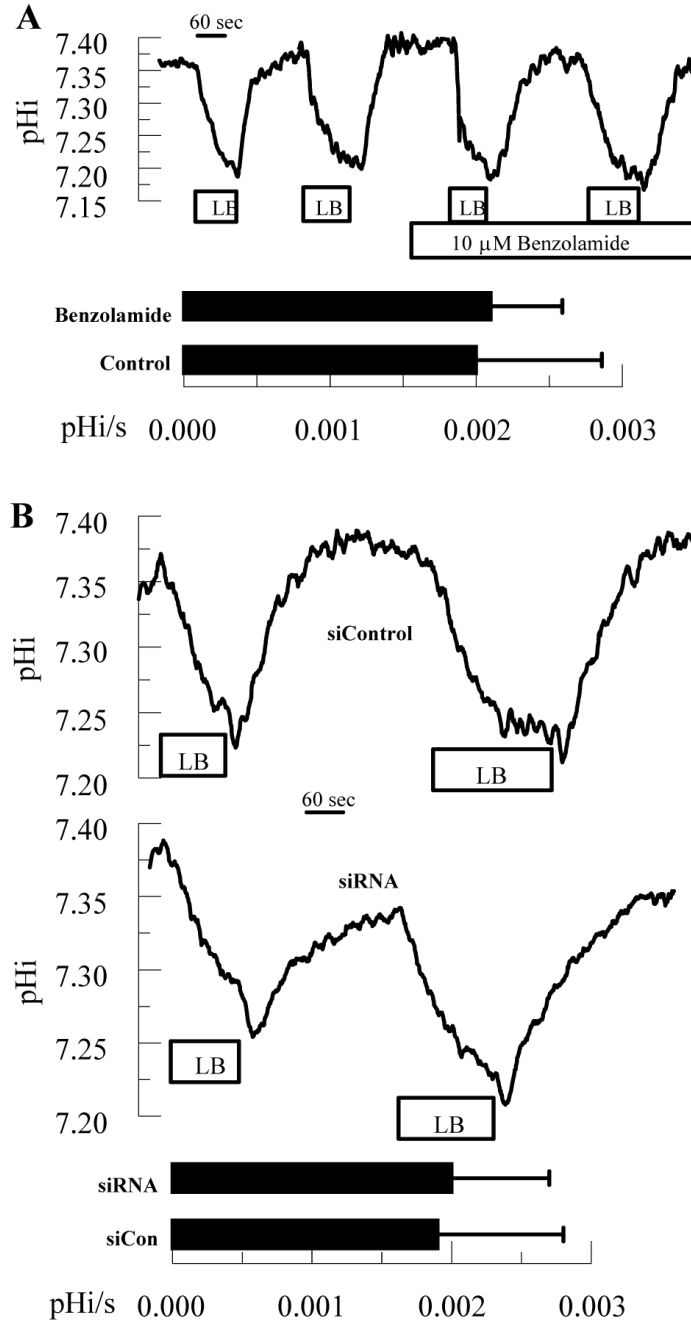 A
60 sec
7.40
7.35
7.30
7.25
7.20
7.15
pHi
LB
LB
LB
LB
10 µM Benzolamide
Benzolamide
Control
pHi/s
0.000
0.001
0.002
0.003
B
7.40
7.35
7.30
7.25
7.20
pHi
siControl
LB
LB
60 sec
7.40
7.35
7.30
7.25
7.20
pHi
siRNA
LB
LB
siRNA
siCon
pHi/s
0.000
0.001
0.002
0.003